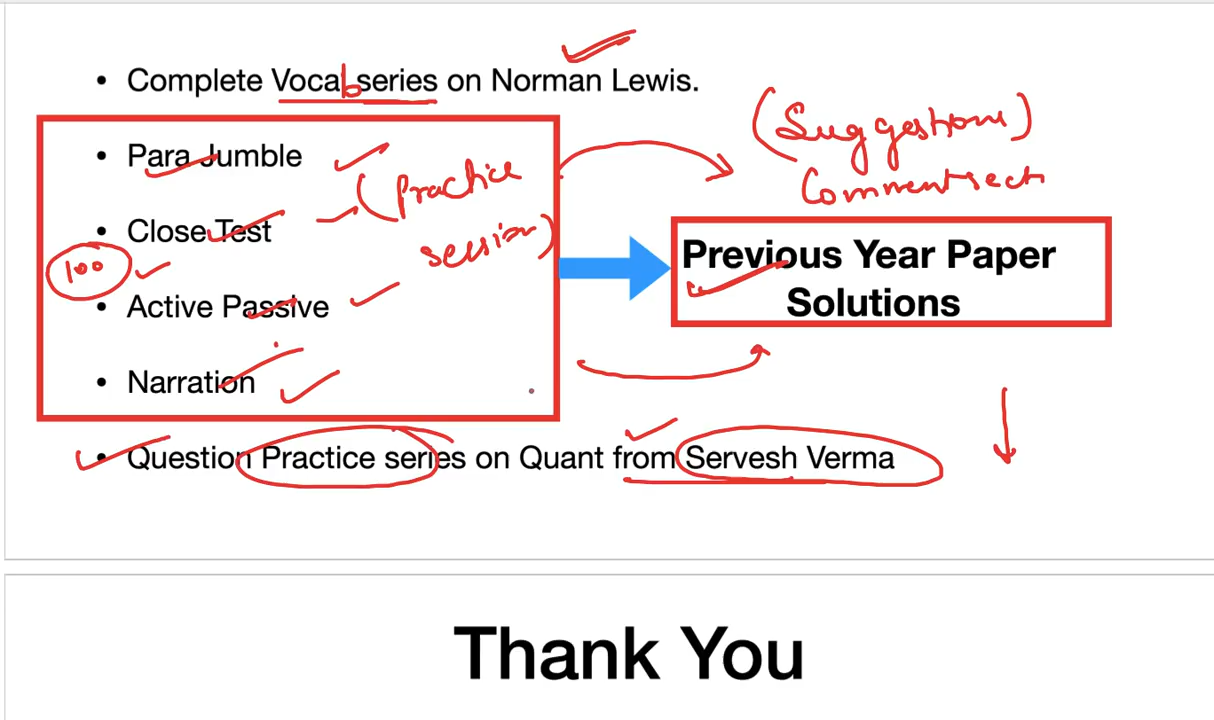 • Complete Vocab series on Norman Lewis.
• Para Jumble
(Practice session)
• Close Test
100
• Active Passive
• Narration
(Suggestions)
Comment sect
Previous Year Paper
Solutions
• Question Practice series on Quant from Servesh Verma
Thank You